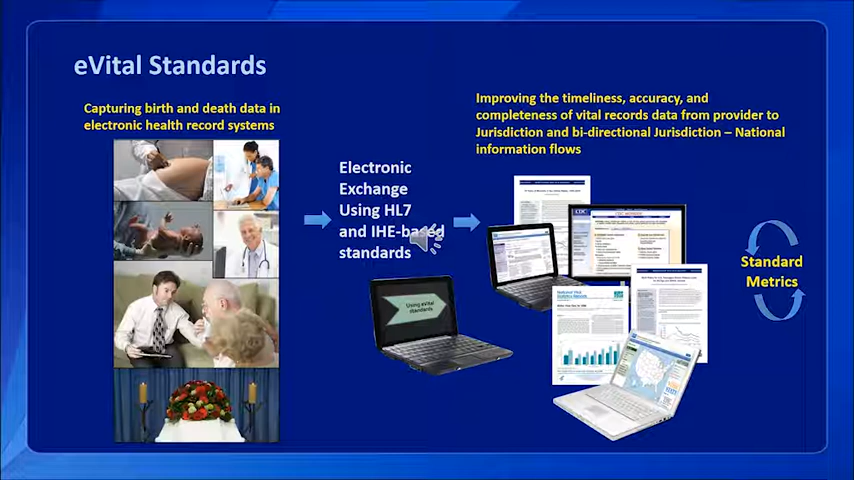 eVital Standards
Capturing birth and death data in
electronic health record systems
Electronic
Exchange
Using HL7
and IHE-based
standards
Using eVital
standards
Improving the timeliness, accuracy, and
completeness of vital records data from provider to
Jurisdiction and bi-directional Jurisdiction – National
information flows
CDC
Standard
Metrics